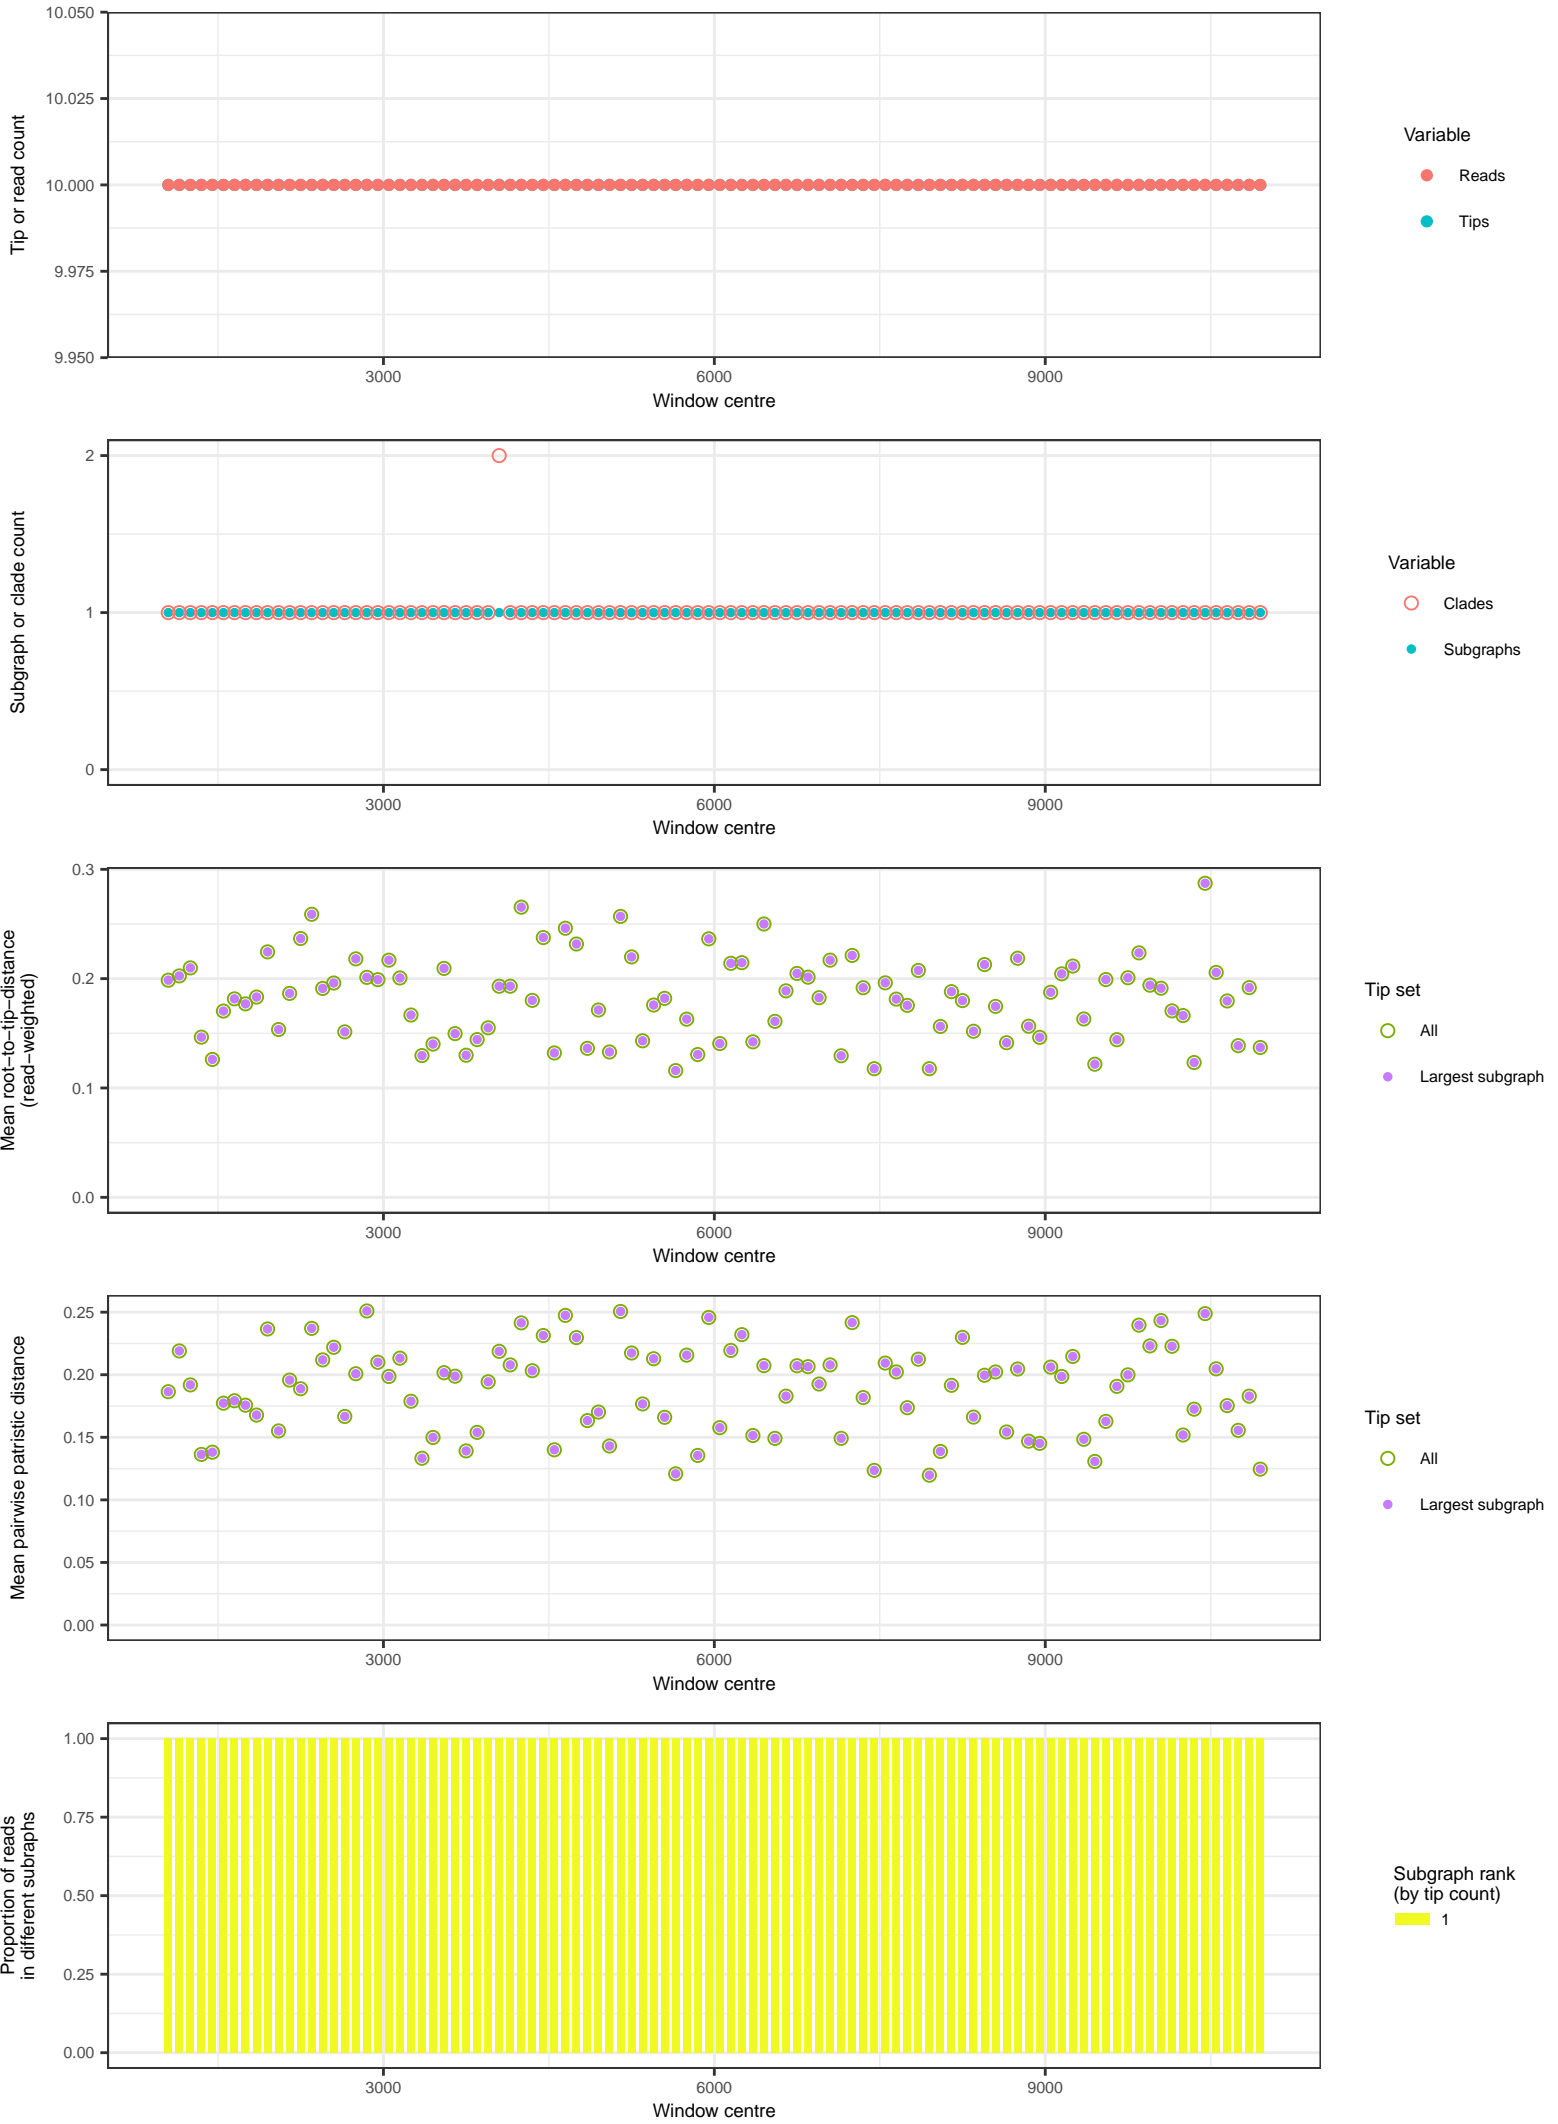 10.050
10.025
10.000
9.975
9.950
Tip or read count
3000
6000
9000
Window centre
Variable
Reads
Tips
2
1
0
Subgraph or clade count
3000
6000
9000
Window centre
Variable
Clades
Subgraphs
0.3
0.2
0.1
0.0
Mean root−to−tip−distance
(read−weighted)
3000
6000
9000
Window centre
Tip set
All
Largest subgraph
0.25
0.20
0.15
0.10
0.05
0.00
Mean pairwise patristic distance
3000
6000
9000
Window centre
Tip set
All
Largest subgraph
1.00
0.75
0.50
0.25
0.00
Proportion of reads
in different subraphs
3000
6000
9000
Window centre
Subgraph rank
(by tip count)
1